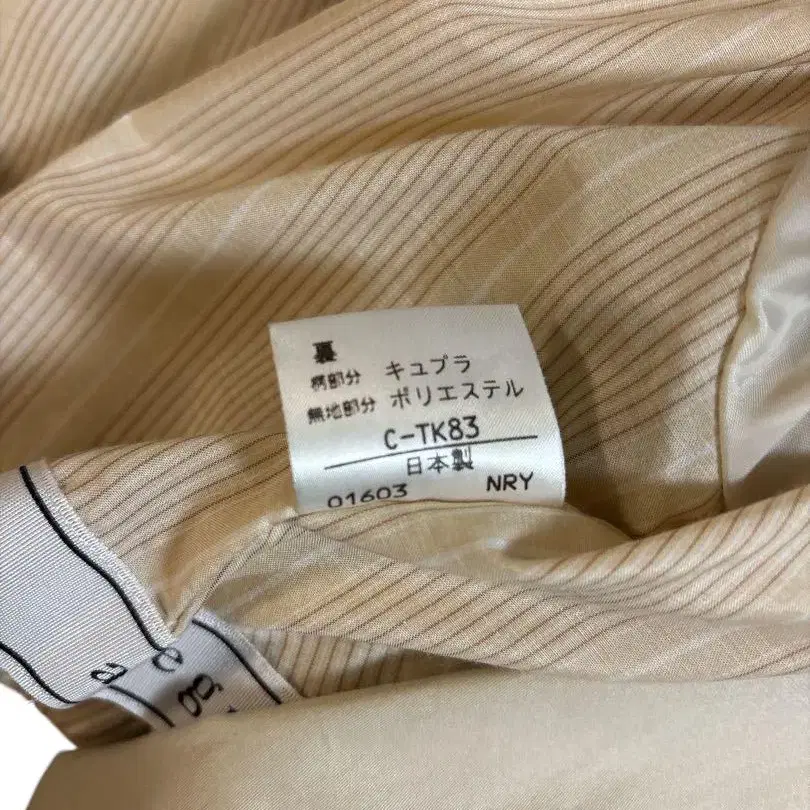 裏
柄部分 キュプラ
無地部分 ポリエステル
C-TK83
日本製
01603 NRY